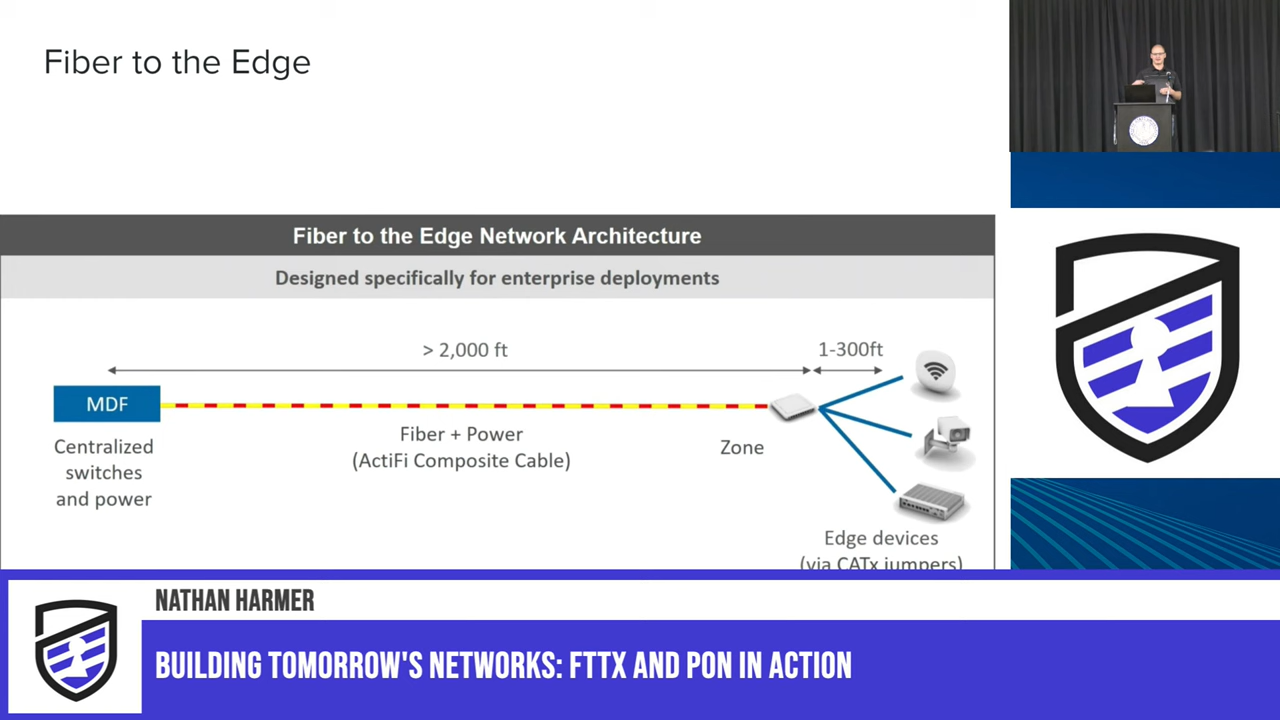 Fiber to the Edge
Fiber to the Edge Network Architecture
Designed specifically for enterprise deployments
> 2,000 ft
1-300ft
MDF
Centralized
switches
and power
Fiber + Power
(ActiFi Composite Cable)
Zone
Edge devices
(via CATx jumpers)
NATHAN HARMER
BUILDING TOMORROW'S NETWORKS: FTTX AND PON IN ACTION